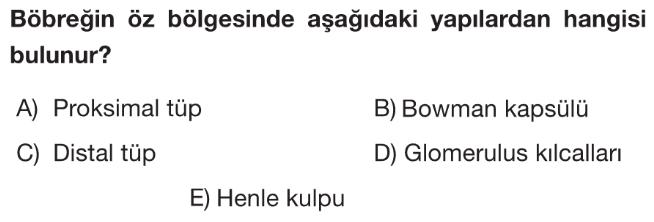 Böbreğin öz bölgesinde aşağıdaki yapılardan hangisi
bulunur?
A) Proksimal tüp B) Bowman kapsülü
C) Distal tüp D) Glomerulus kılcalları
E) Henle kulpu